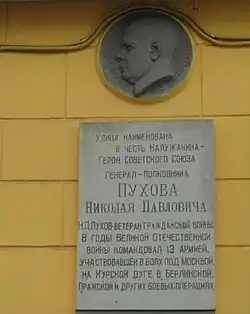 УЛИЦА НАИМЕНОВАНА
В ЧЕСТЬ КАЛУЖАНИНА-
ГЕРОЯ СОВЕТСКОГО СОЮЗА
ГЕНЕРАЛ-ПОЛКОВНИКА
ПУХОВА
НИКОЛАЯ ПАВЛОВИЧА
Н.П.ПУХОВ-ВЕТЕРАН ГРАЖДАНСКОЙ ВОЙНЫ
В ГОДЫ ВЕЛИКОЙ ОТЕЧЕСТВЕННОЙ
ВОЙНЫ КОМАНДОВАЛ 13 АРМИЕЙ,
УЧАСТВОВАВШЕЙ В БОЯХ ПОД МОСКВОЙ,
НА КУРСКОЙ ДУГЕ, В БЕРЛИНСКОЙ,
ПРАЖСКОЙ И ДРУГИХ БОЕВЫХ ОПЕРАЦИЯХ